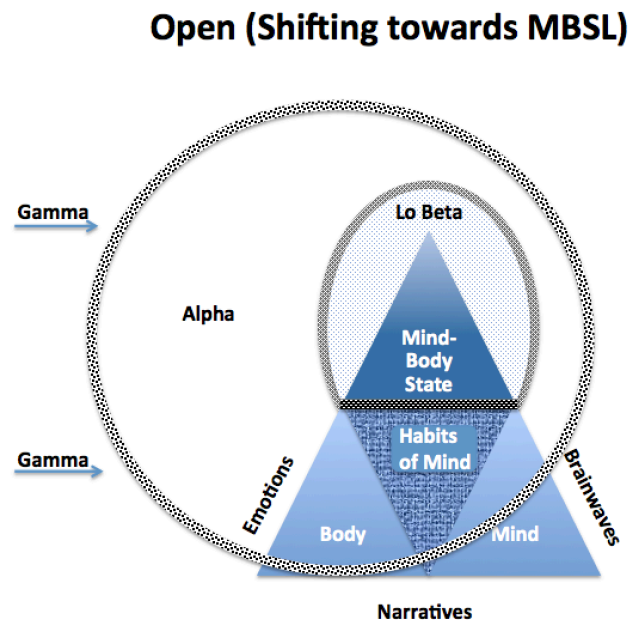 Open (Shifting towards MBSL)
Gamma
Lo Beta
Alpha
Mind-
Body
State
Gamma
Habits
of Mind
Emotions
Brainwaves
Body
Mind
Narratives